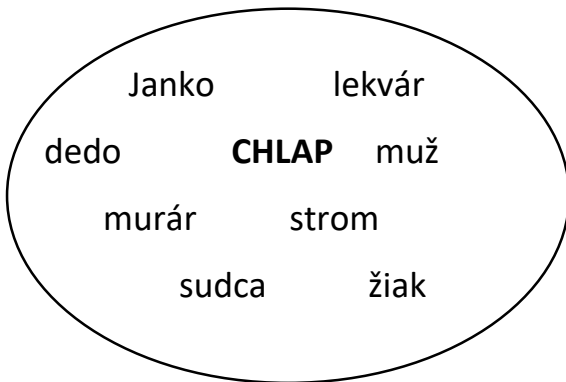 Janko lekvár
dedo CHLAP muž
murár strom
sudca žiak